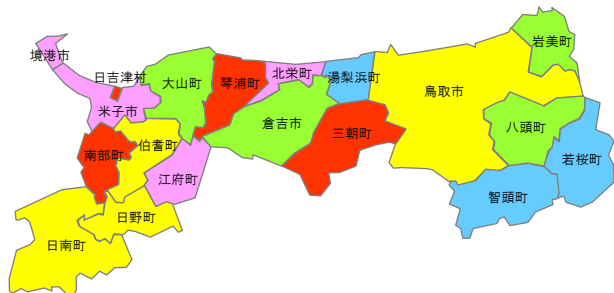 岩美町
境港市
日吉津村
大山町
琴浦町
北栄町
湯梨浜町
鳥取市
米子市
倉吉市
三朝町
八頭町
南部町
伯耆町
江府町
若桜町
智頭町
日野町
日南町